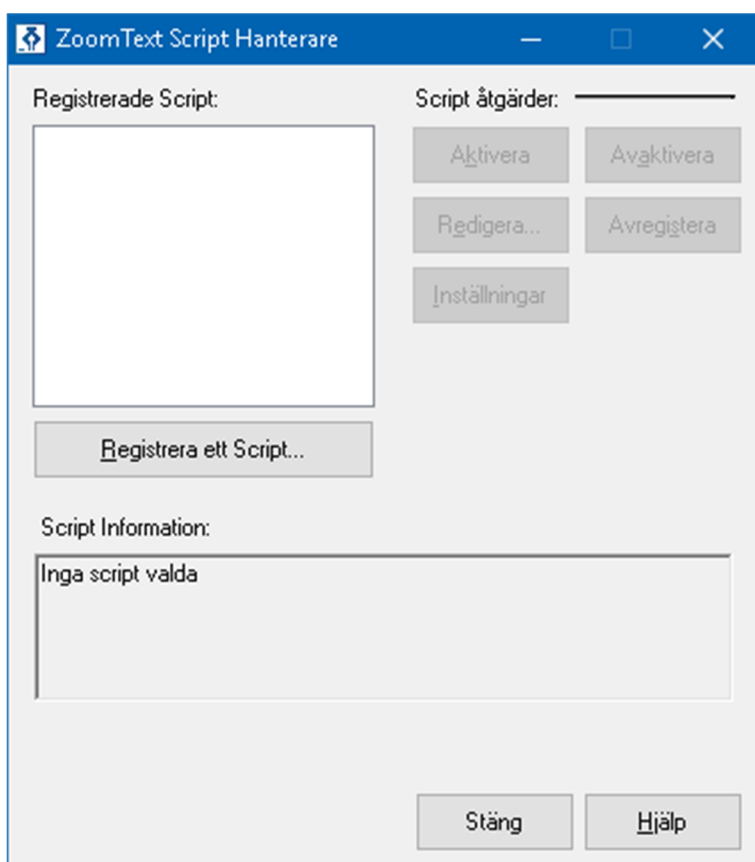 ZoomText Script Hanterare
Registrerade Script:
Script åtgärder:
Aktivera
Avaktivera
Redigera...
Avregistera
Inställningar
Registrera ett Script...
Script Information:
Inga script valda
Stäng
Hjälp